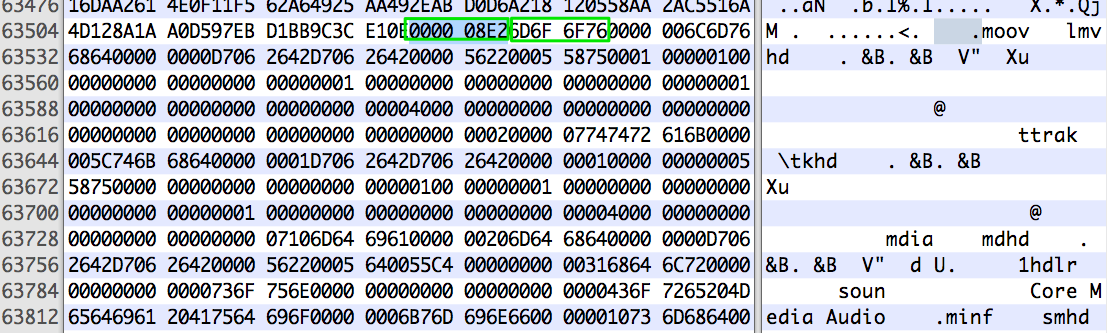 63476 16DAA261 4E0F11F5 62A64925 AA492EAB D0D6A218 120558AA 2AC5516A ..aN .b.I%.I..... X.*.Qj
63504 4D128A1A A0D597EB D1BB9C3C E10E0000 08E26D6F 6F760000 006C6D76 M . ......<. .moov lmv
63532 68640000 0000D706 2642D706 26420000 56220005 58750001 00000100 hd . &B. &B V" Xu
63560 00000000 00000000 00000001 00000000 00000000 00000000 00000001
63588 00000000 00000000 00000000 00004000 00000000 00000000 00000000 @
63616 00000000 00000000 00000000 00000000 00020000 07747472 616B0000 ttrak
63644 005C746B 68640000 0001D706 2642D706 26420000 00010000 00000005 \tkhd . &B. &B
63672 58750000 00000000 00000000 00000100 00000001 00000000 00000000 Xu
63700 00000000 00000001 00000000 00000000 00000000 00004000 00000000 @
63728 00000000 00000000 07106D64 69610000 00206D64 68640000 0000D706 mdia mdhd .
63756 2642D706 26420000 56220005 640055C4 00000000 00316864 6C720000 &B. &B V" d U. 1hdlr
63784 00000000 0000736F 756E0000 00000000 00000000 0000436F 7265204D soun Core M
63812 65646961 20417564 696F0000 0006B76D 696E6600 00001073 6D686400 edia Audio .minf smhd